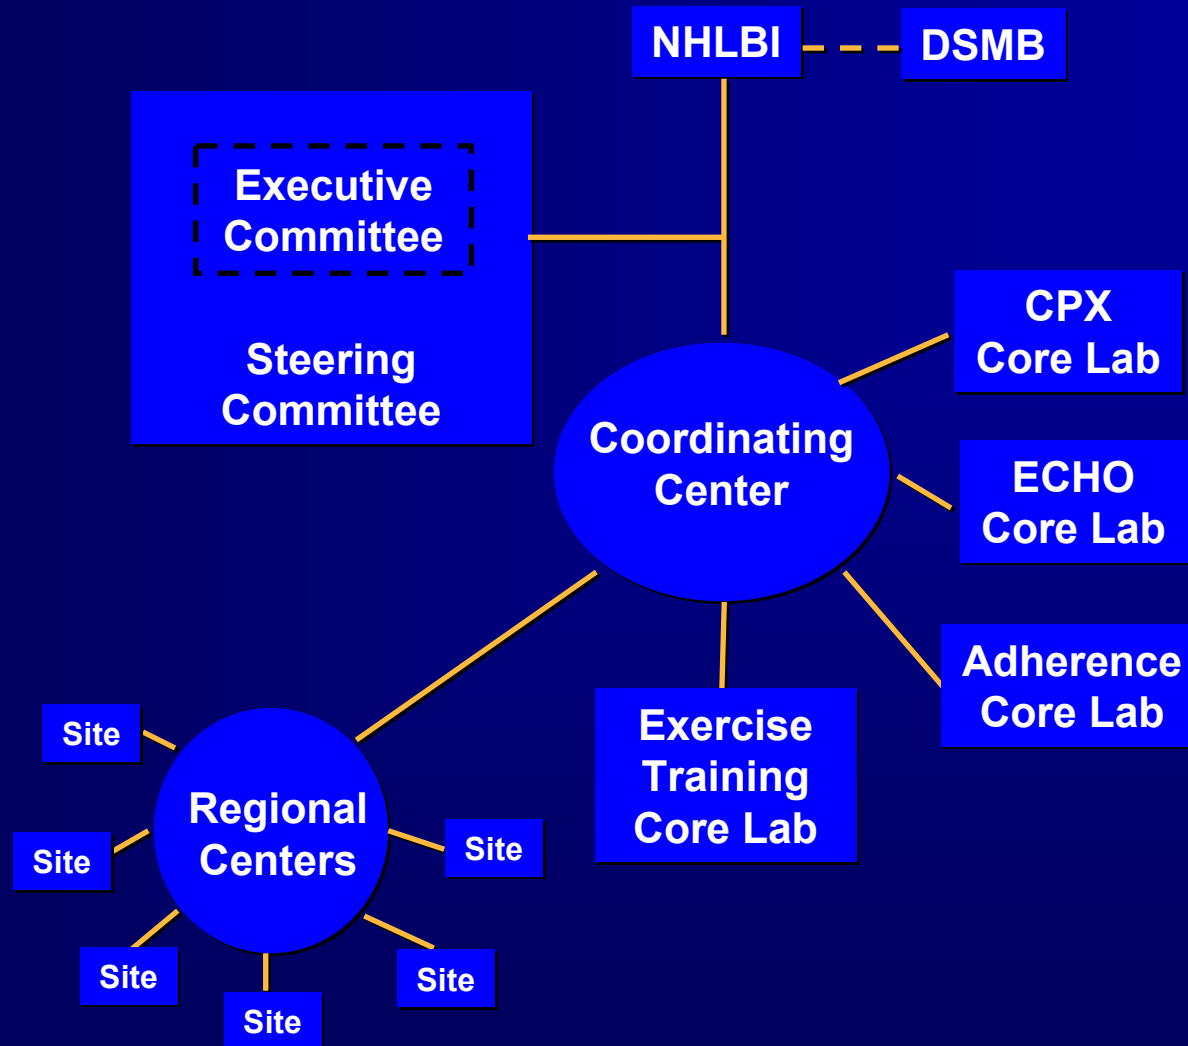 NHLBI
DSMB
Executive
Committee
Steering
Committee
Coordinating
Center
CPX
Core Lab
ECHO
Core Lab
Adherence
Core Lab
Exercise
Training
Core Lab
Regional
Centers
Site
Site
Site
Site
Site
Site